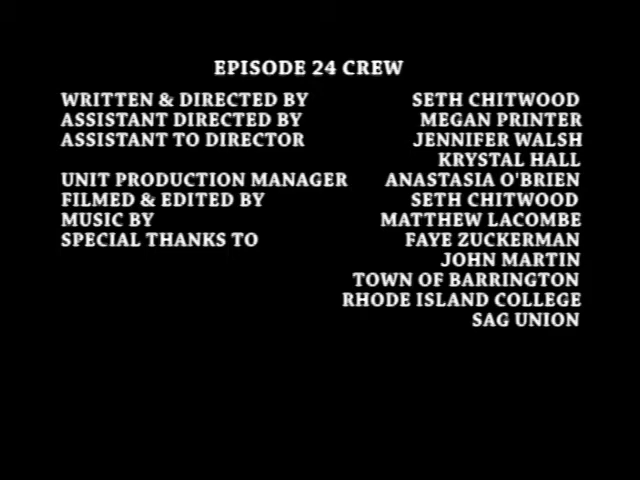 EPISODE 24 CREW
WRITTEN & DIRECTED BY SETH CHITWOOD
ASSISTANT DIRECTED BY MEGAN PRINTER
ASSISTANT TO DIRECTOR JENNIFER WALSH
KRYSTAL HALL
UNIT PRODUCTION MANAGER ANASTASIA O'BRIEN
FILMED & EDITED BY SETH CHITWOOD
MUSIC BY MATTHEW LACOMBE
SPECIAL THANKS TO FAYE ZUCKERMAN
JOHN MARTIN
TOWN OF BARRINGTON
RHODE ISLAND COLLEGE
SAG UNION